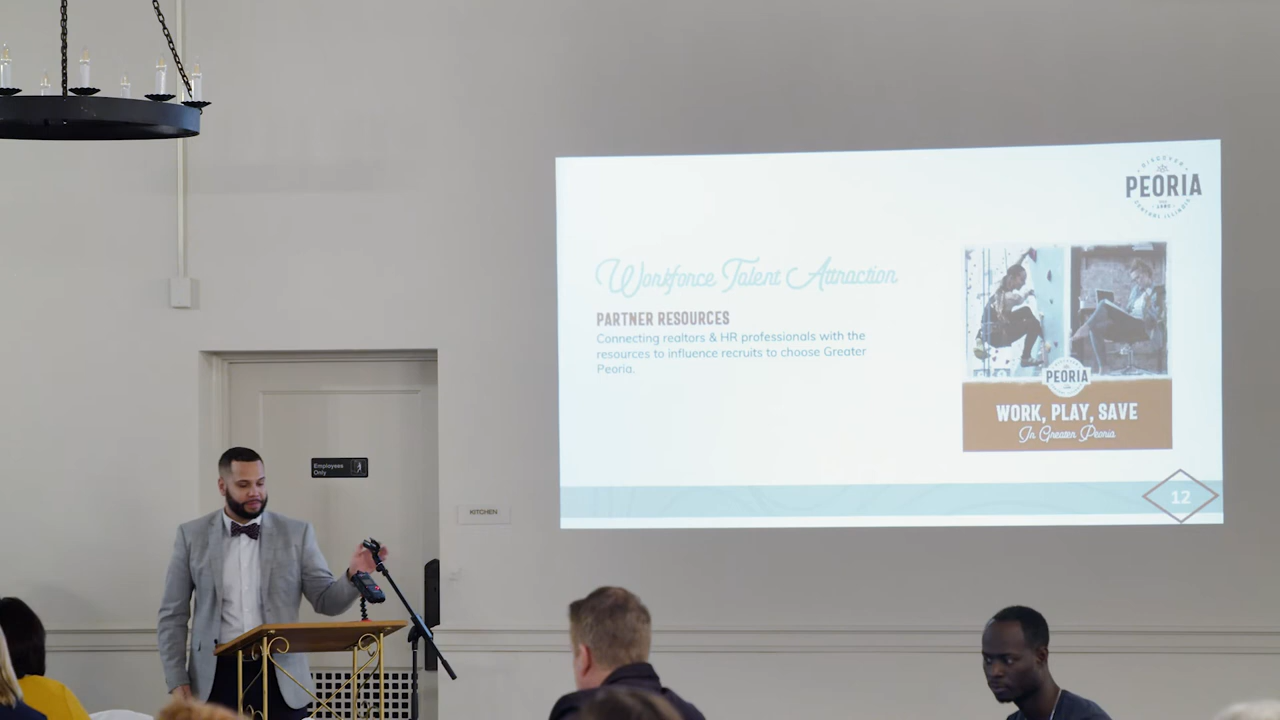 DISCOVER
PEORIA
CENTRAL ILLINOIS
Workforce Talent Attraction
PARTNER RESOURCES
Connecting realtors & HR professionals with the
resources to influence recruits to choose Greater
Peoria.
PEORIA
WORK, PLAY, SAVE
In Greater Peoria
12
Employees
Only
KITCHEN